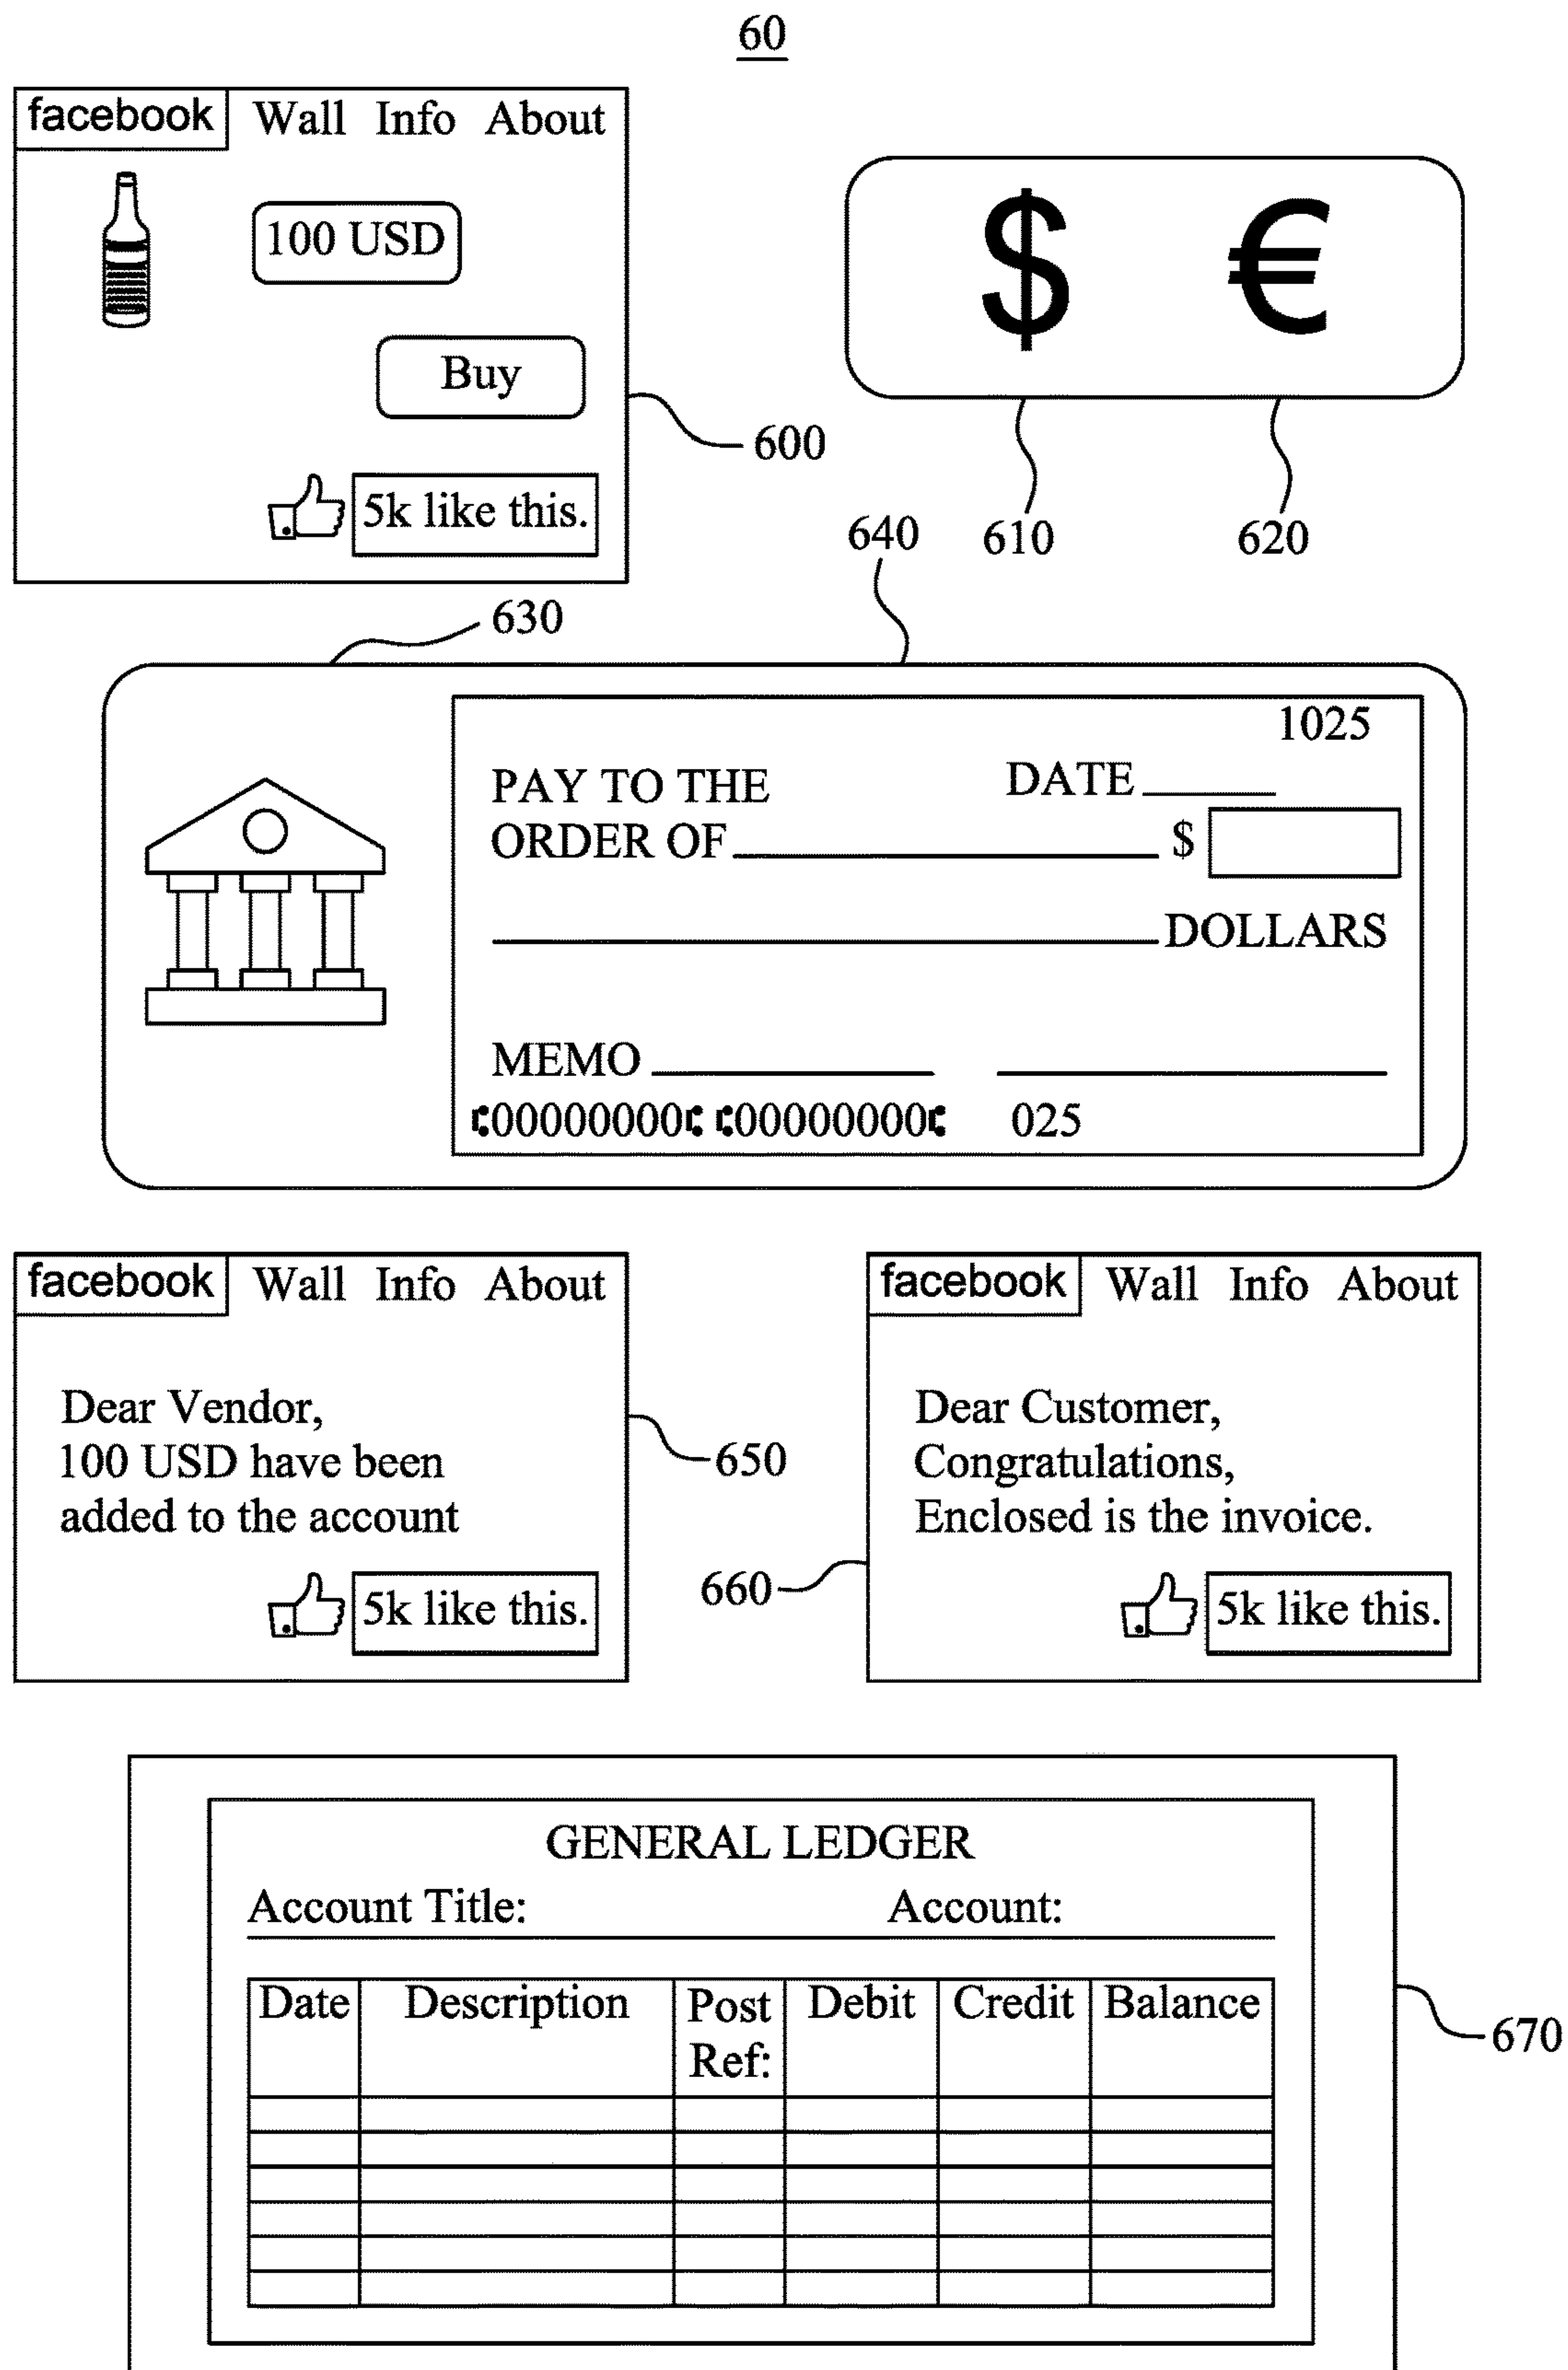 60
facebook Wall Info About
100 USD
Buy
5k like this.
600
$ €
610
620
630
640
1025
PAY TO THE
DATE
ORDER OF $
DOLLARS
MEMO
⑆00000000⑆ ⑆00000000⑆ 025
facebook Wall Info About
Dear Vendor,
100 USD have been
added to the account
5k like this.
650
facebook Wall Info About
Dear Customer,
Congratulations,
Enclosed is the invoice.
5k like this.
660
GENERAL LEDGER
Account Title: Account:
Date Description Post Debit Credit Balance
Ref:
670